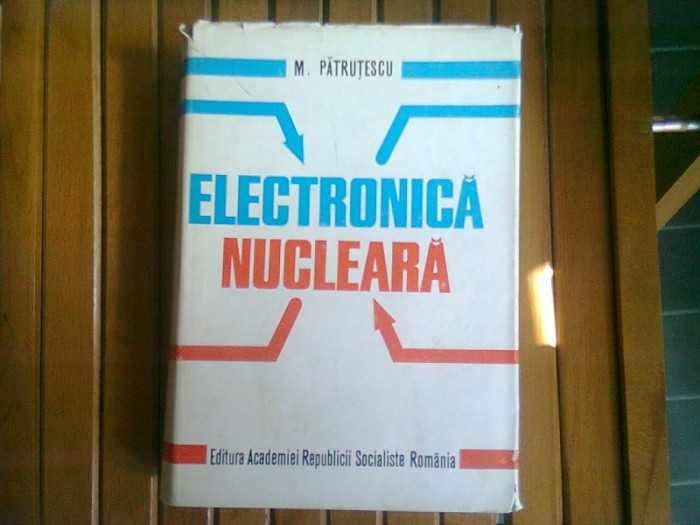 M. PĂTRUȚESCU
ELECTRONICĂ
NUCLEARĂ
Editura Academiei Republicii Socialiste România